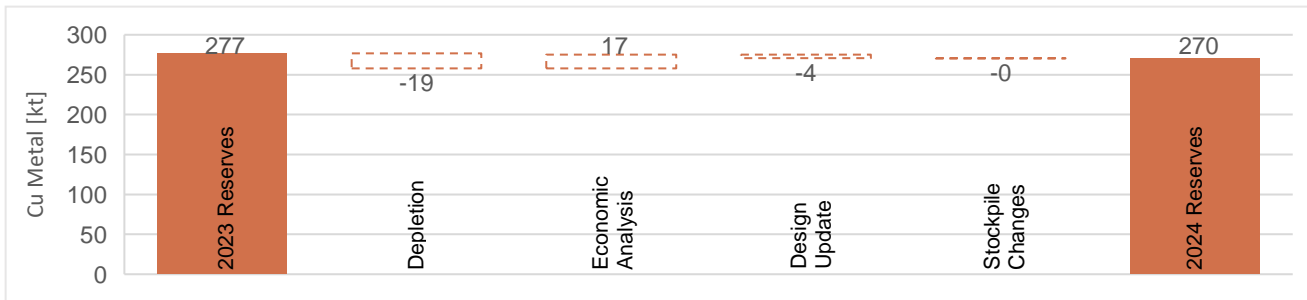 Cu Metal [kt]
300
250
200
150
100
50
0
277
-19
17
-4
-0
270
2023 Reserves
Depletion
Economic
Analysis
Design
Update
Stockpile
Changes
2024 Reserves